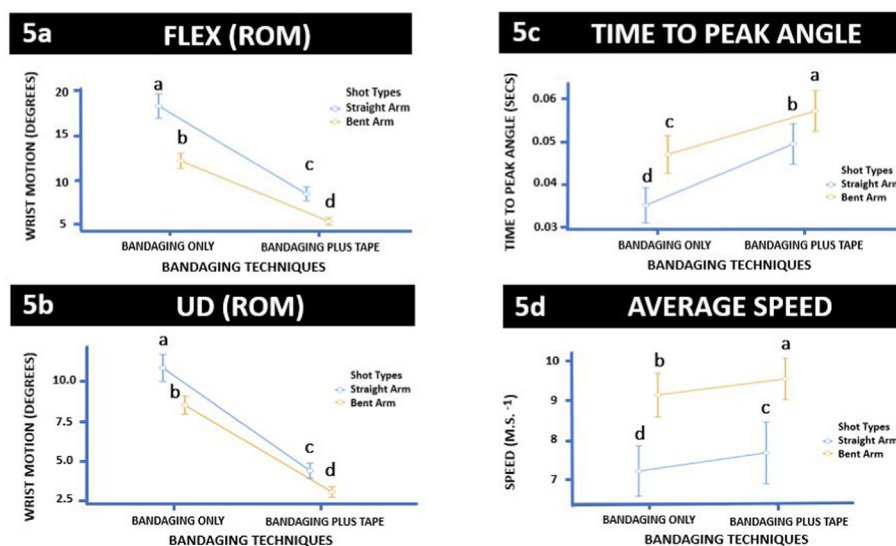 5a FLEX (ROM)
a
b
c
d
Shot Types
Straight Arm
Bent Arm
WRIST MOTION (DEGREES)
20
15
10
5
BANDAGING ONLY BANDAGING PLUS TAPE
BANDAGING TECHNIQUES
5c TIME TO PEAK ANGLE
a
b
c
d
Shot Types
Straight Arm
Bent Arm
TIME TO PEAK ANGLE (SECS)
0.06
0.05
0.04
0.03
BANDAGING ONLY BANDAGING PLUS TAPE
BANDAGING TECHNIQUES
5b UD (ROM)
a
b
c
d
Shot Types
Straight Arm
Bent Arm
WRIST MOTION (DEGREES)
10.0
7.5
5.0
2.5
BANDAGING ONLY BANDAGING PLUS TAPE
BANDAGING TECHNIQUES
5d AVERAGE SPEED
a
b
c
d
Shot Types
Straight Arm
Bent Arm
SPEED (M.S. -1)
10
9
8
7
BANDAGING ONLY BANDAGING PLUS TAPE
BANDAGING TECHNIQUES